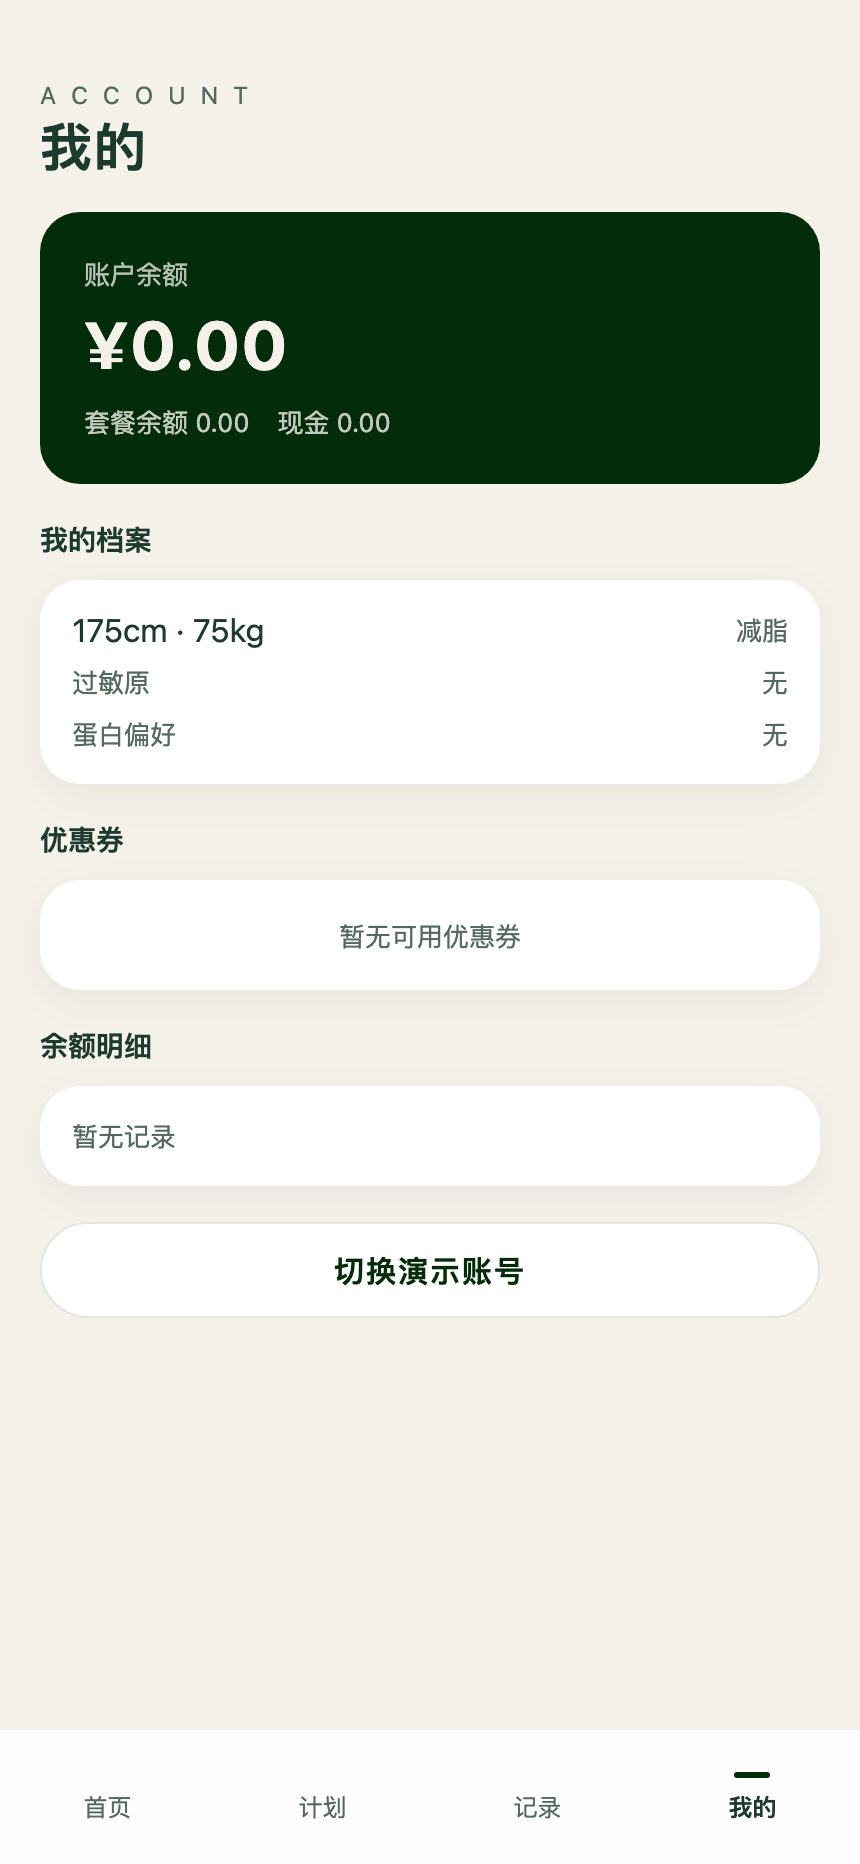 ACCOUNT
我的
账户余额
¥0.00
套餐余额 0.00 现金 0.00
我的档案
175cm · 75kg 减脂
过敏原 无
蛋白偏好 无
优惠券
暂无可用优惠券
余额明细
暂无记录
切换演示账号
首页 计划 记录 我的